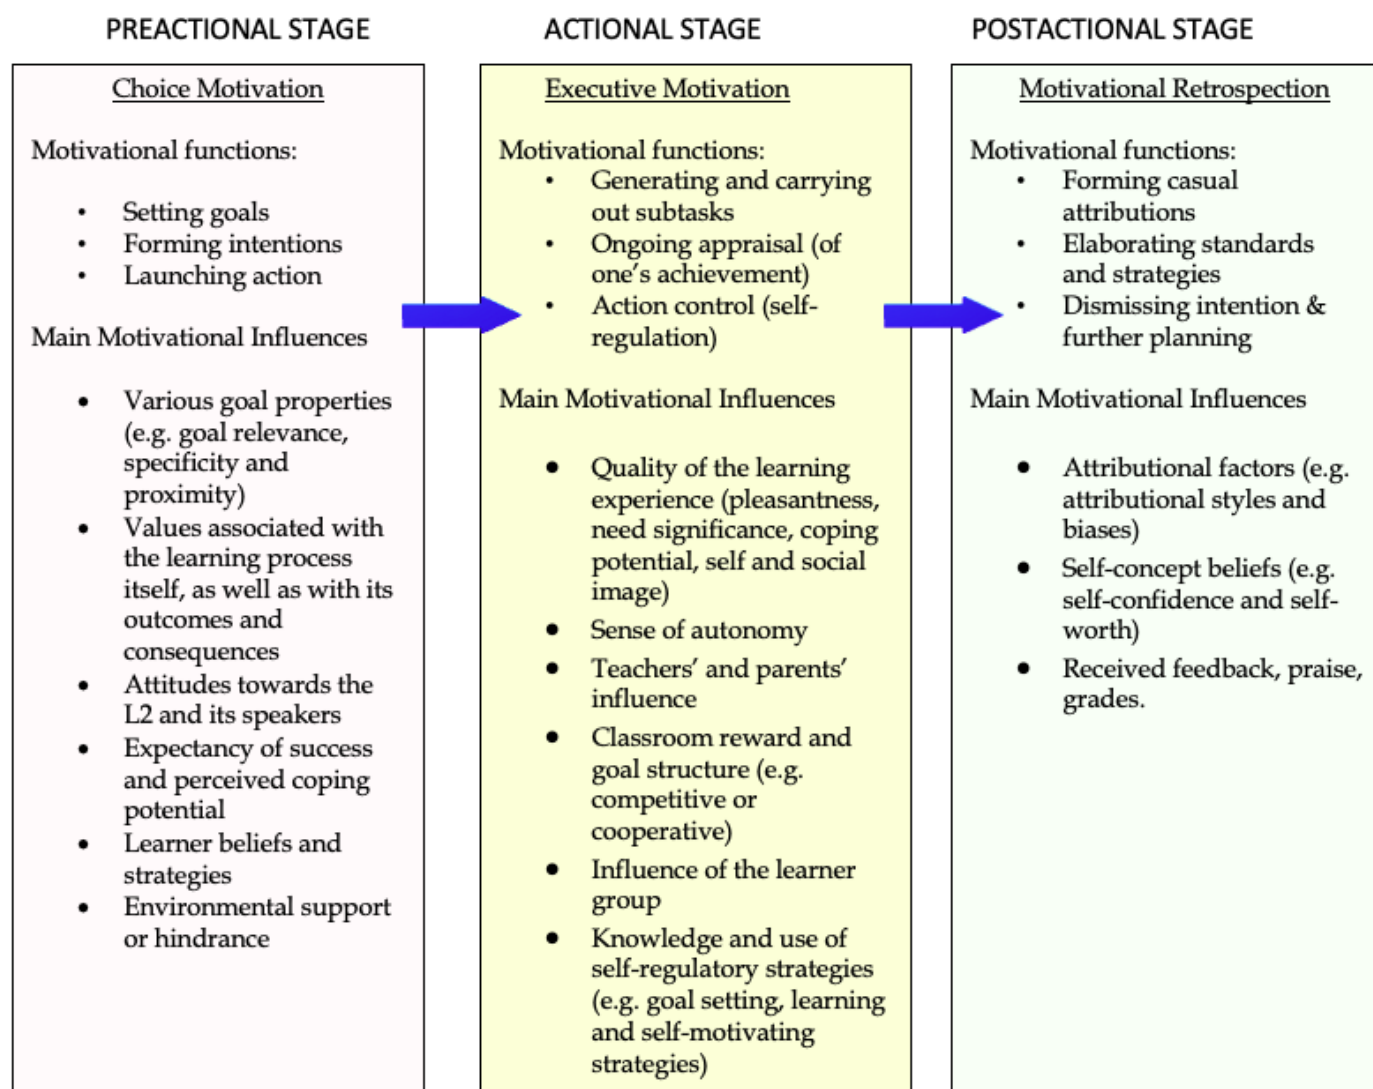 PREACTIONAL STAGE
Choice Motivation
Motivational functions:
• Setting goals
• Forming intentions
• Launching action
Main Motivational Influences
• Various goal properties
(e.g. goal relevance,
specificity and
proximity)
• Values associated with
the learning process
itself, as well as with its
outcomes and
consequences
• Attitudes towards the
L2 and its speakers
• Expectancy of success
and perceived coping
potential
• Learner beliefs and
strategies
• Environmental support
or hindrance
ACTIONAL STAGE
Executive Motivation
Motivational functions:
• Generating and carrying
out subtasks
• Ongoing appraisal (of
one’s achievement)
• Action control (self-
regulation)
Main Motivational Influences
• Quality of the learning
experience (pleasantness,
need significance, coping
potential, self and social
image)
• Sense of autonomy
• Teachers’ and parents’
influence
• Classroom reward and
goal structure (e.g.
competitive or
cooperative)
• Influence of the learner
group
• Knowledge and use of
self-regulatory strategies
(e.g. goal setting, learning
and self-motivating
strategies)
POSTACTIONAL STAGE
Motivational Retrospection
Motivational functions:
• Forming casual
attributions
• Elaborating standards
and strategies
• Dismissing intention &
further planning
Main Motivational Influences
• Attributional factors (e.g.
attributional styles and
biases)
• Self-concept beliefs (e.g.
self-confidence and self-
worth)
• Received feedback, praise,
grades.